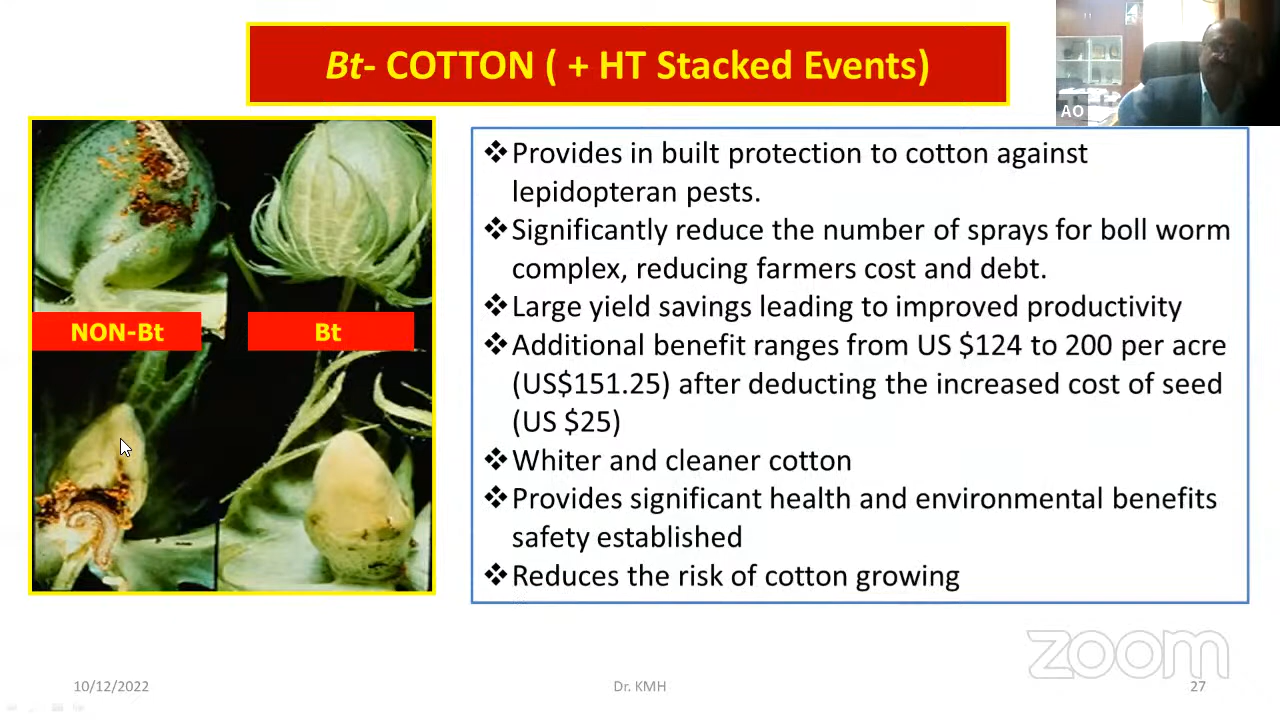 Bt- COTTON ( + HT Stacked Events)
AO
NON-Bt
Bt
❖Provides in built protection to cotton against
lepidopteran pests.
❖Significantly reduce the number of sprays for boll worm
complex, reducing farmers cost and debt.
❖Large yield savings leading to improved productivity
❖Additional benefit ranges from US $124 to 200 per acre
(US$151.25) after deducting the increased cost of seed
(US $25)
❖Whiter and cleaner cotton
❖Provides significant health and environmental benefits
safety established
❖Reduces the risk of cotton growing
zoom
10/12/2022
Dr. KMH
27